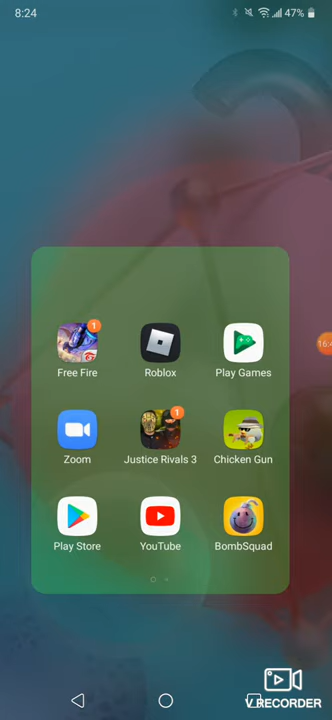 8:24
47%
1
Free Fire
Roblox
Play Games
1
Zoom
Justice Rivals 3
Chicken Gun
Play Store
YouTube
BombSquad
V RECORDER